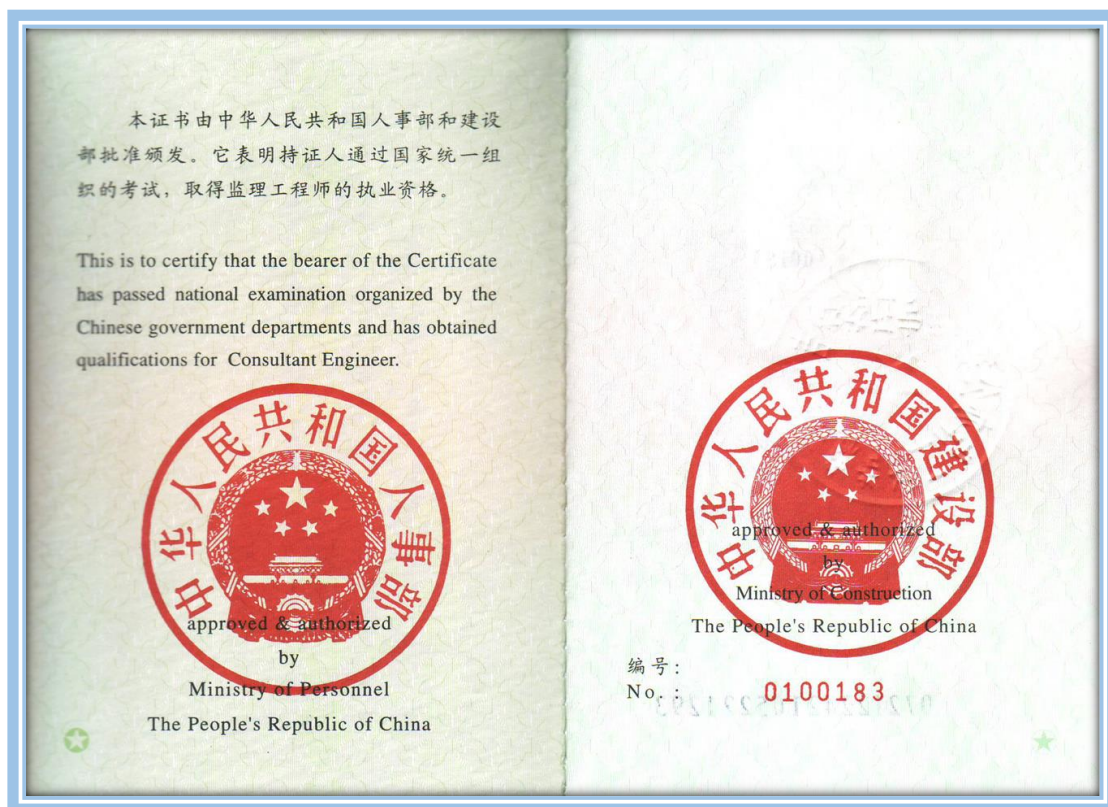 本证书由中华人民共和国人事部和建设
部批准颁发。它表明持证人通过国家统一组
织的考试，取得监理工程师的执业资格。
This is to certify that the bearer of the Certificate
has passed national examination organized by the
Chinese government departments and has obtained
qualifications for Consultant Engineer.
中华人民共和国人事部
approved & authorized
by
Ministry of Personnel
The People's Republic of China
中华人民共和国建设部
approved & authorized
by
Ministry of Construction
The People's Republic of China
编号：
No. : 0100183